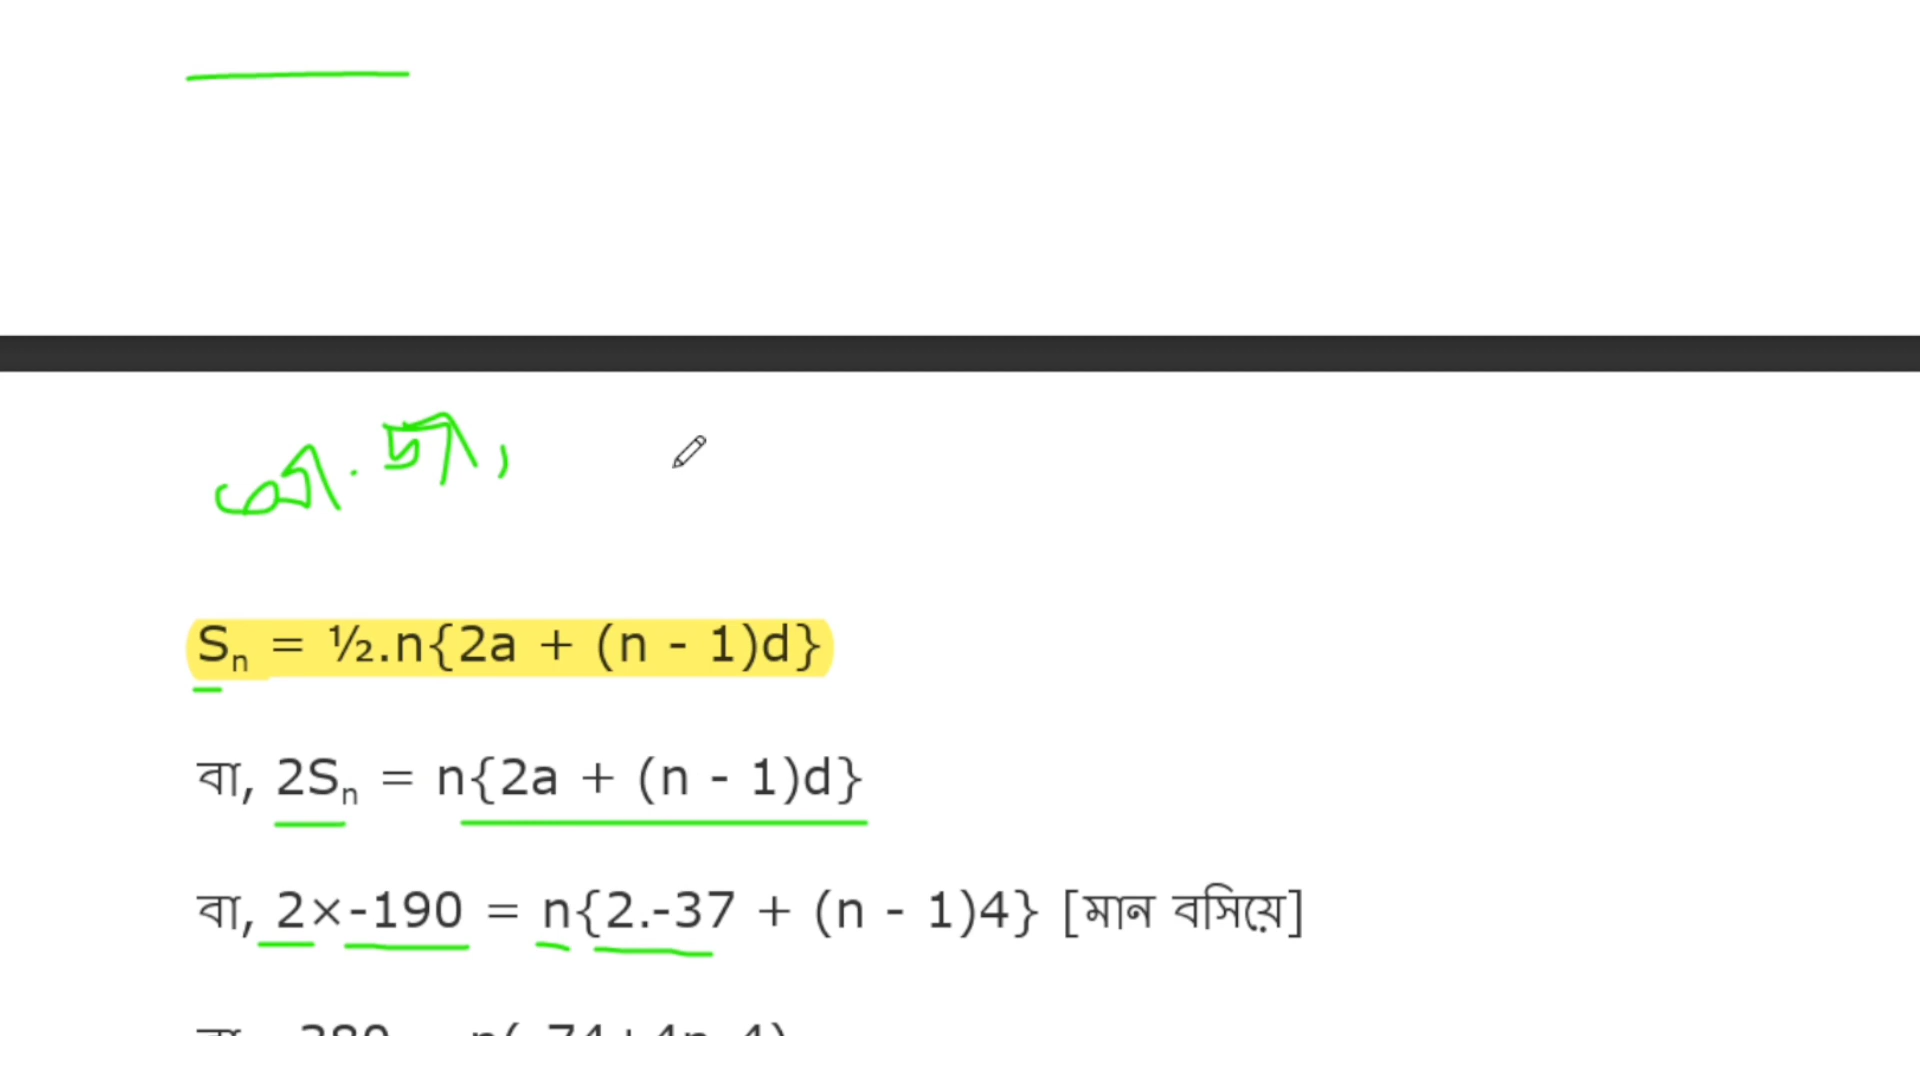 Sₙ = ½.n{2a + (n - 1)d}
বা, 2Sₙ = n{2a + (n - 1)d}
বা, 2×-190 = n{2.-37 + (n - 1)4} [মান বসিয়ে]